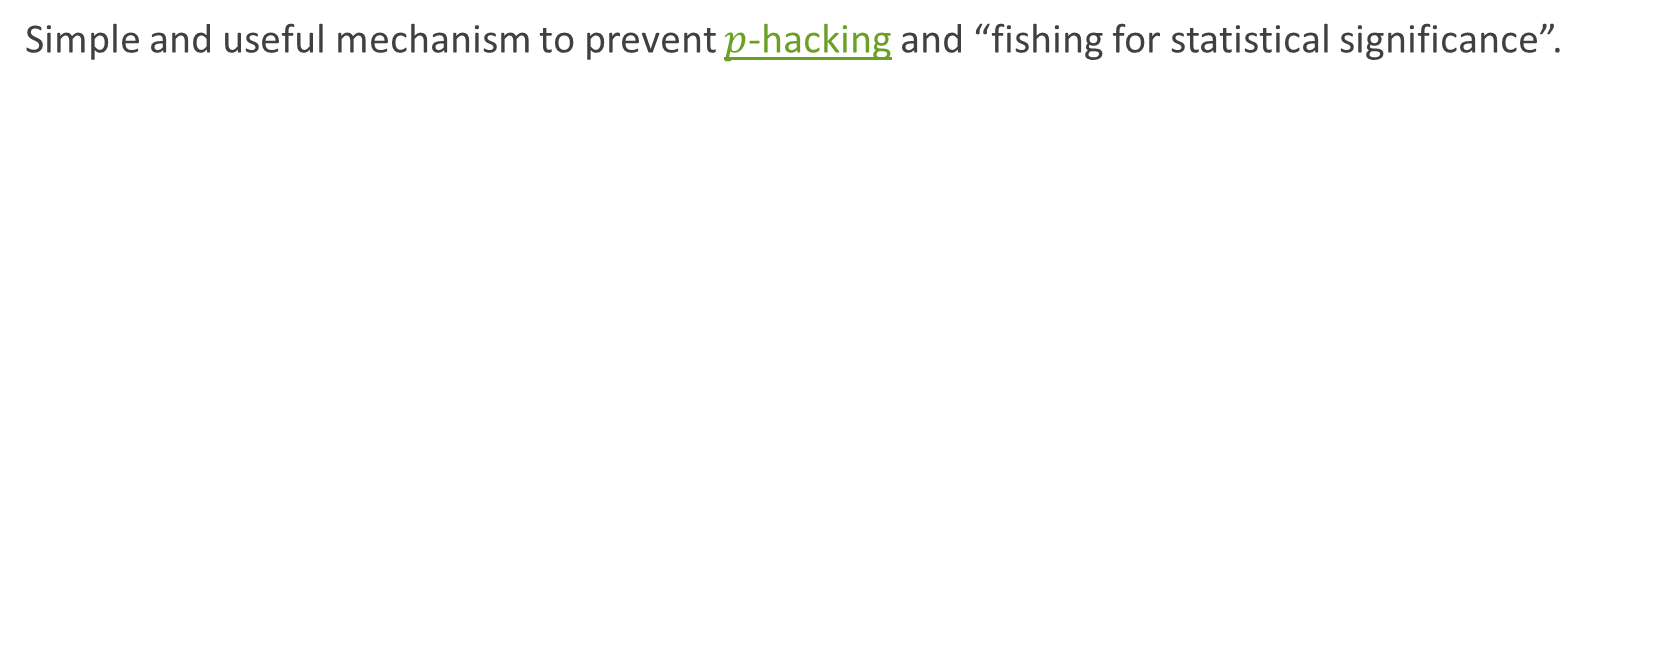 Simple and useful mechanism to prevent p-hacking and “fishing for statistical significance”.